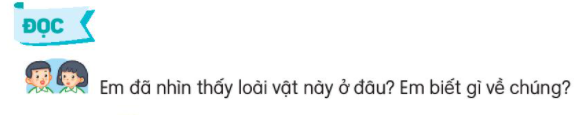 ĐỌC
Em đã nhìn thấy loài vật này ở đâu? Em biết gì về chúng?